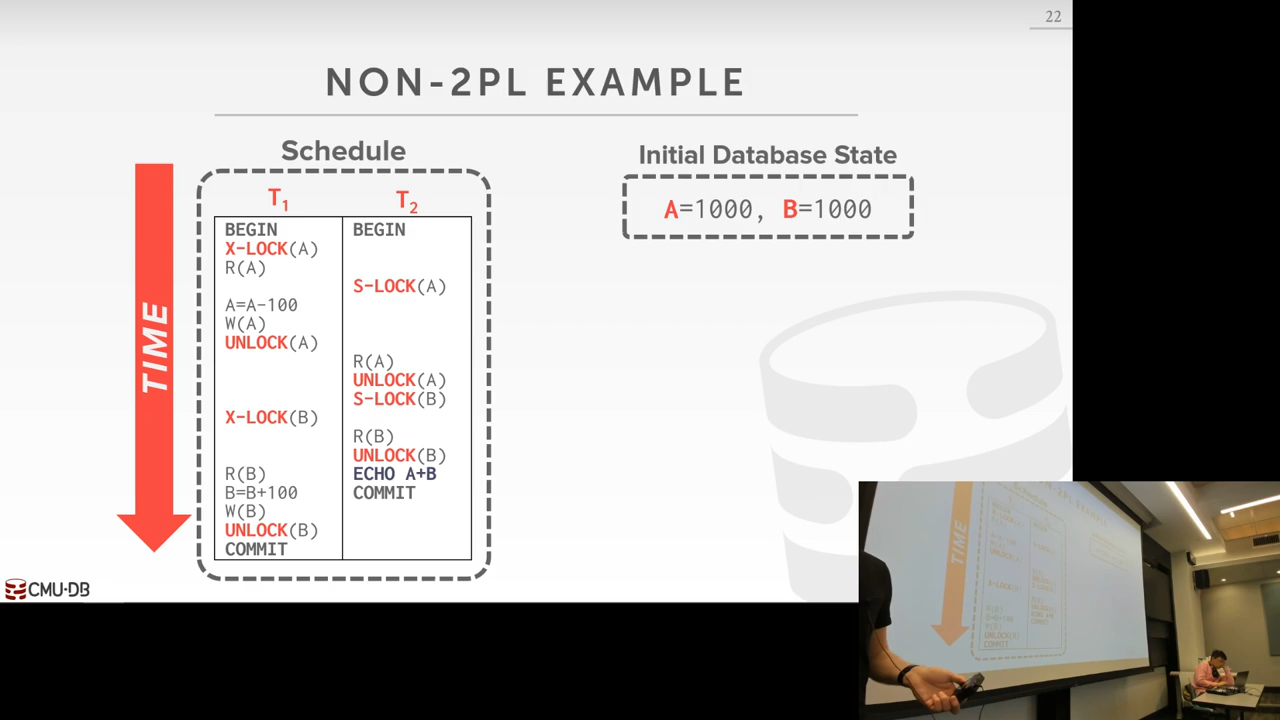 22
NON-2PL EXAMPLE
Schedule
Initial Database State
A=1000, B=1000
TIME
T1 T2
BEGIN BEGIN
X-LOCK(A)
R(A)
S-LOCK(A)
A=A-100
W(A)
UNLOCK(A)
R(A)
UNLOCK(A)
S-LOCK(B)
X-LOCK(B)
R(B)
UNLOCK(B)
R(B) ECHO A+B
B=B+100 COMMIT
W(B)
UNLOCK(B)
COMMIT
CMU-DB
TIME